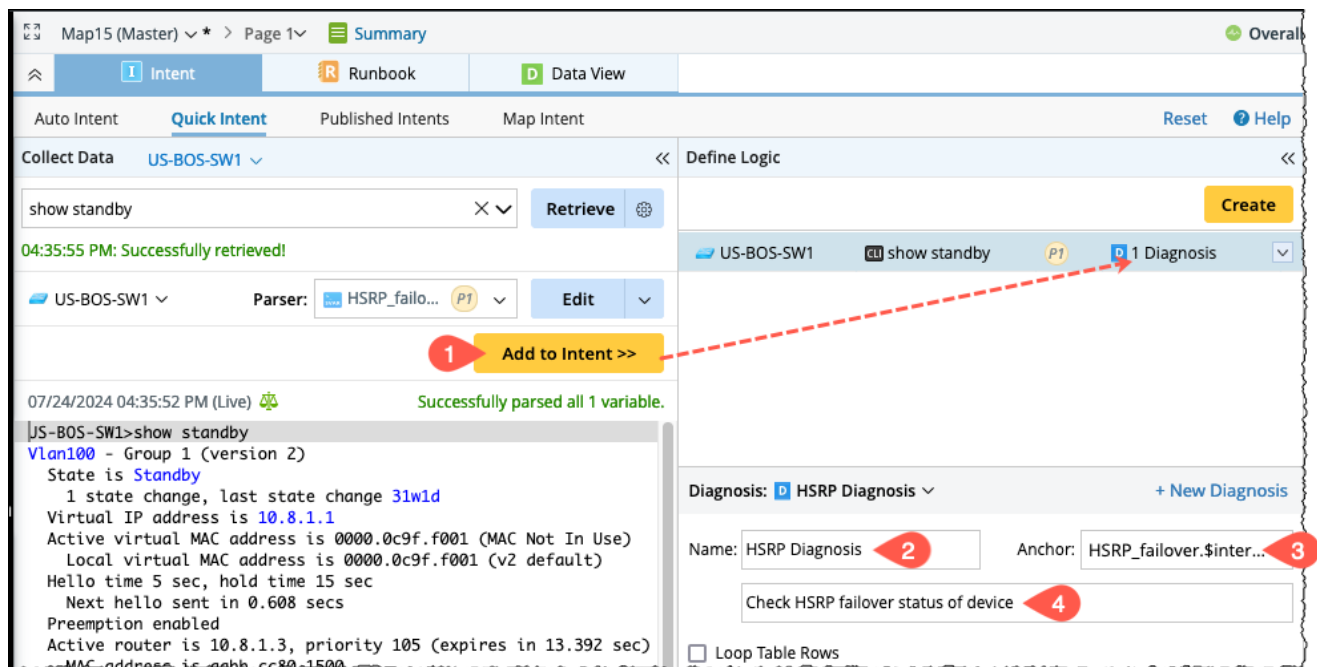 Map15 (Master) * > Page 1 Summary Overall
I Intent R Runbook D Data View
Auto Intent Quick Intent Published Intents Map Intent Reset ? Help
Collect Data US-BOS-SW1 « Define Logic «
show standby Retrieve Create
04:35:55 PM: Successfully retrieved!
US-BOS-SW1 CLI show standby P1 D 1 Diagnosis
US-BOS-SW1 Parser: HSRP_failo... P1 Edit
1 Add to Intent >>
07/24/2024 04:35:52 PM (Live) Successfully parsed all 1 variable.
US-BOS-SW1>show standby
Vlan100 - Group 1 (version 2)
State is Standby
1 state change, last state change 31w1d
Virtual IP address is 10.8.1.1
Active virtual MAC address is 0000.0c9f.f001 (MAC Not In Use)
Local virtual MAC address is 0000.0c9f.f001 (v2 default)
Hello time 5 sec, hold time 15 sec
Next hello sent in 0.608 secs
Preemption enabled
Active router is 10.8.1.3, priority 105 (expires in 13.392 sec)
MAC address is aabb.cc80.1500
Diagnosis: D HSRP Diagnosis + New Diagnosis
Name: HSRP Diagnosis 2 Anchor: HSRP_failover.$inter... 3
Check HSRP failover status of device 4
Loop Table Rows